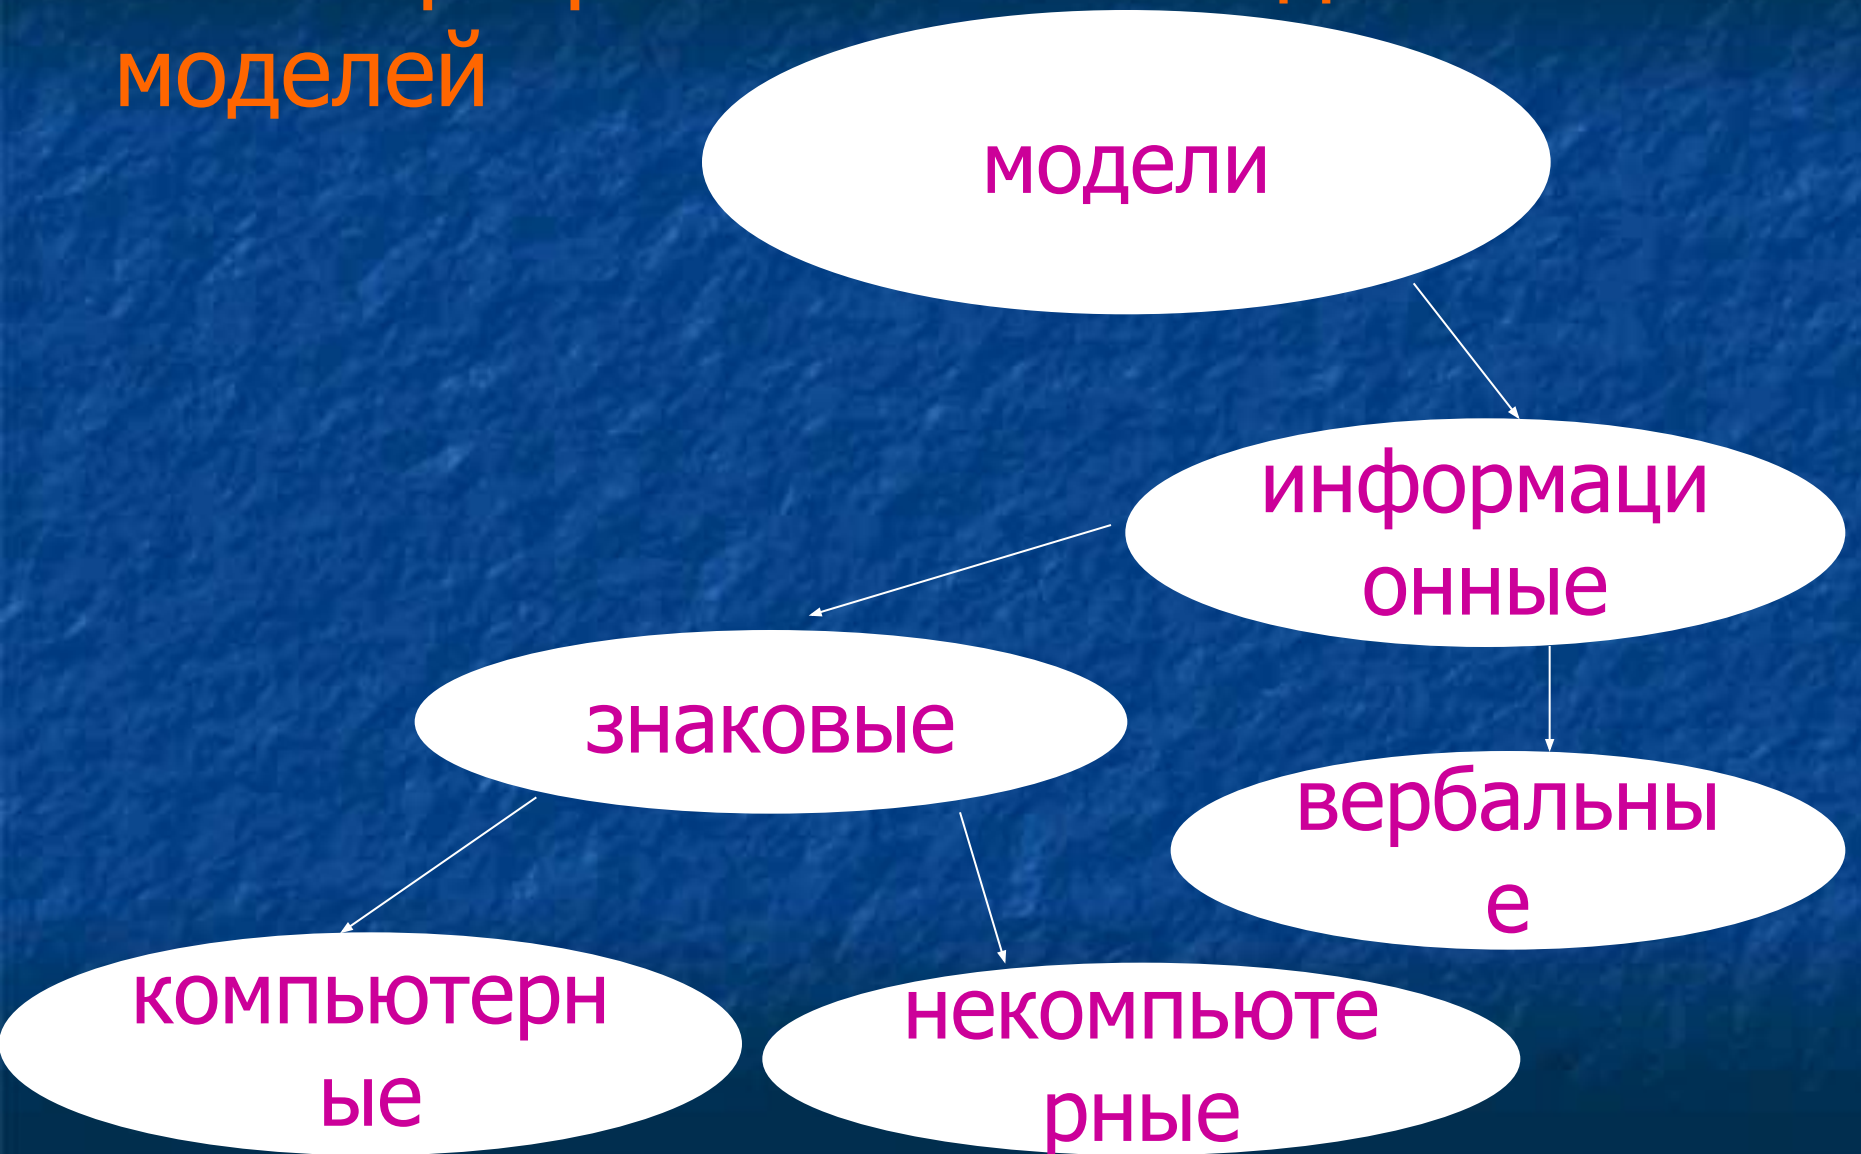 моделей
модели
информаци
онные
знаковые
вербальны
е
компьютерн
ые
некомпьюте
рные